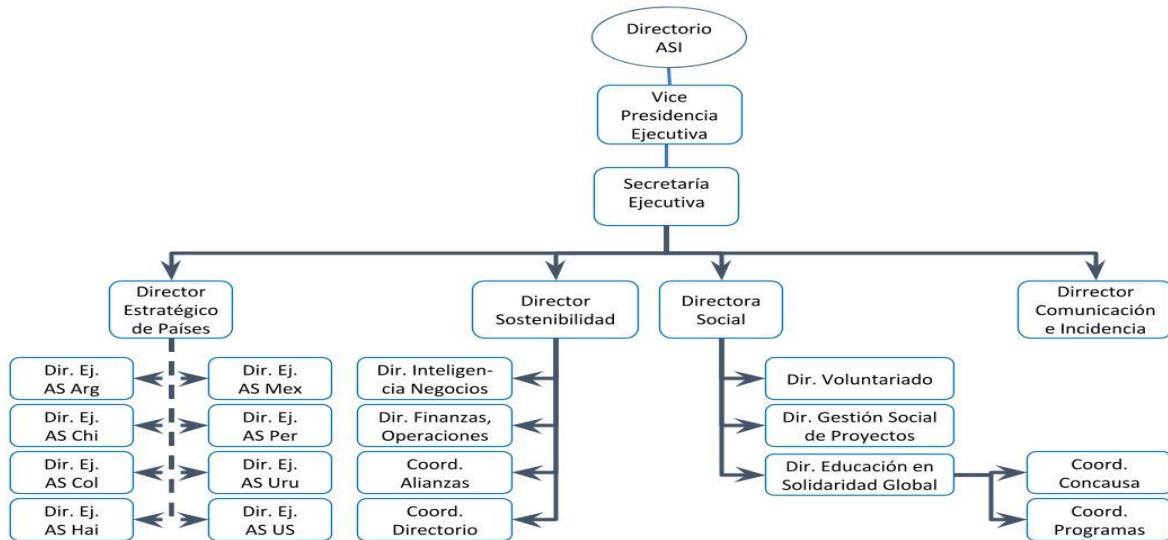 Directorio
ASI
Vice
Presidencia
Ejecutiva
Secretaría
Ejecutiva
Director
Estratégico
de Países
Director
Sostenibilidad
Directora
Social
Dirrector
Comunicación
e Incidencia
Dir. Ej.
AS Arg
Dir. Ej.
AS Mex
Dir. Inteligen-
cia Negocios
Dir. Voluntariado
Dir. Ej.
AS Chi
Dir. Ej.
AS Per
Dir. Finanzas,
Operaciones
Dir. Gestión Social
de Proyectos
Dir. Ej.
AS Col
Dir. Ej.
AS Uru
Coord.
Alianzas
Dir. Educación en
Solidaridad Global
Coord.
Concausa
Dir. Ej.
AS Hai
Dir. Ej.
AS US
Coord.
Directorio
Coord.
Programas